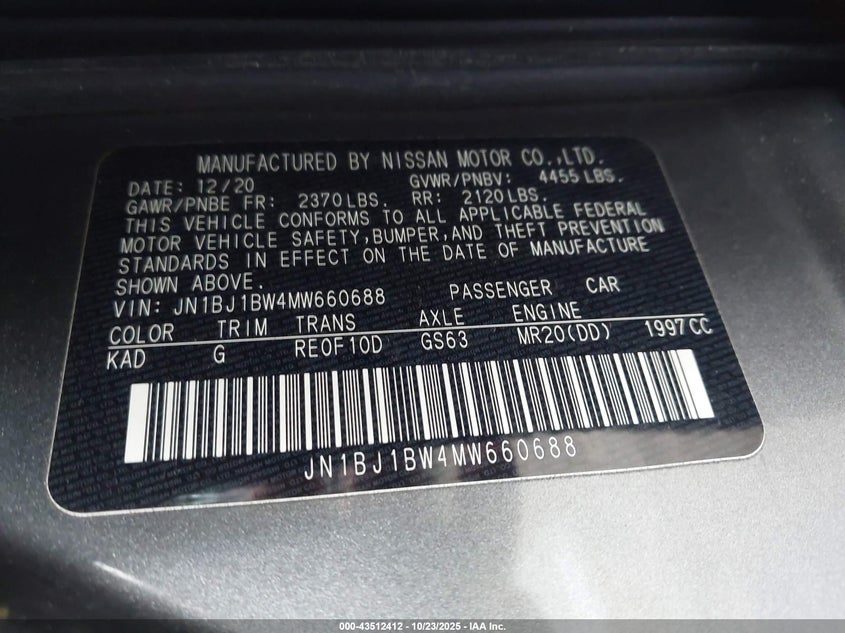 MANUFACTURED BY NISSAN MOTOR CO.,LTD.
DATE: 12/20 GVWR/PNBV: 4455 LBS.
GAWR/PNBE FR: 2370 LBS. RR: 2120 LBS.
THIS VEHICLE CONFORMS TO ALL APPLICABLE FEDERAL
MOTOR VEHICLE SAFETY, BUMPER, AND THEFT PREVENTION
STANDARDS IN EFFECT ON THE DATE OF MANUFACTURE
SHOWN ABOVE.
VIN: JN1BJ1BW4MW660688 PASSENGER CAR
COLOR TRIM TRANS AXLE ENGINE
KAD G RE0F10D GS63 MR20(DD) 1997 CC
JN1BJ1BW4MW660688
000-43512412 - 10/23/2025 - IAA Inc.